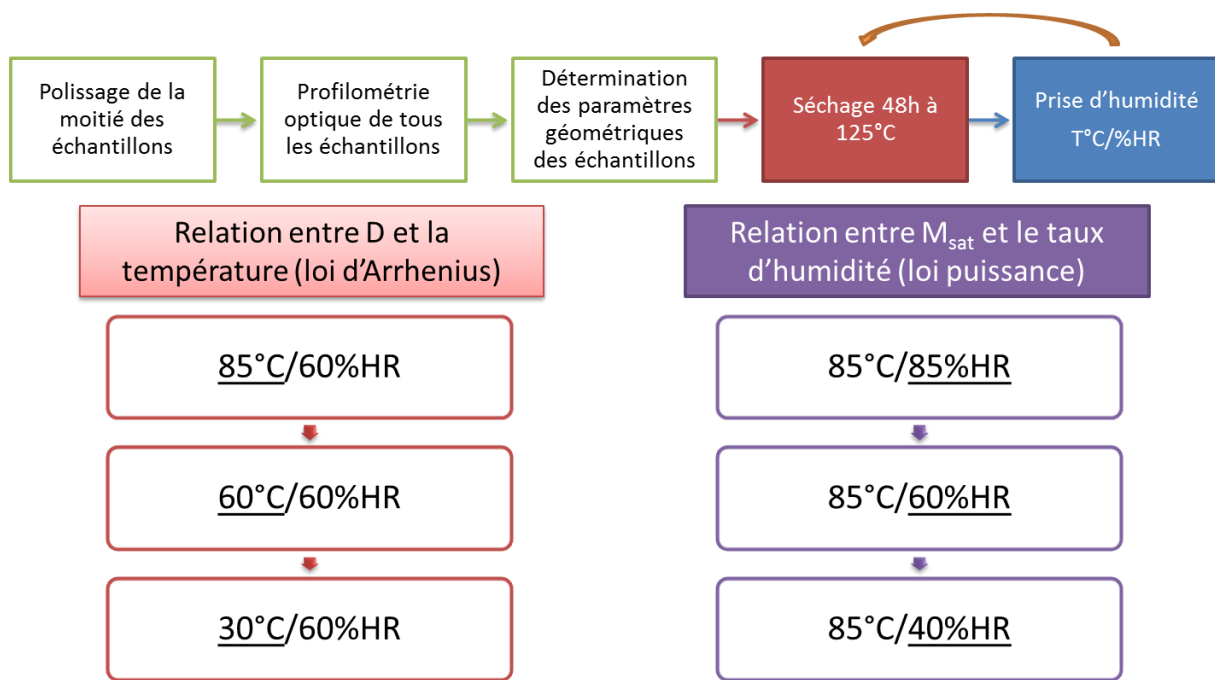 Polissage de la
moitié des
échantillons
Profilométrie
optique de tous
les échantillons
Détermination
des paramètres
géométriques
des échantillons
Séchage 48h à
125°C
Prise d’humidité
T°C/%HR
Relation entre D et la
température (loi d’Arrhenius)
85°C/60%HR
60°C/60%HR
30°C/60%HR
Relation entre Msat et le taux
d’humidité (loi puissance)
85°C/85%HR
85°C/60%HR
85°C/40%HR